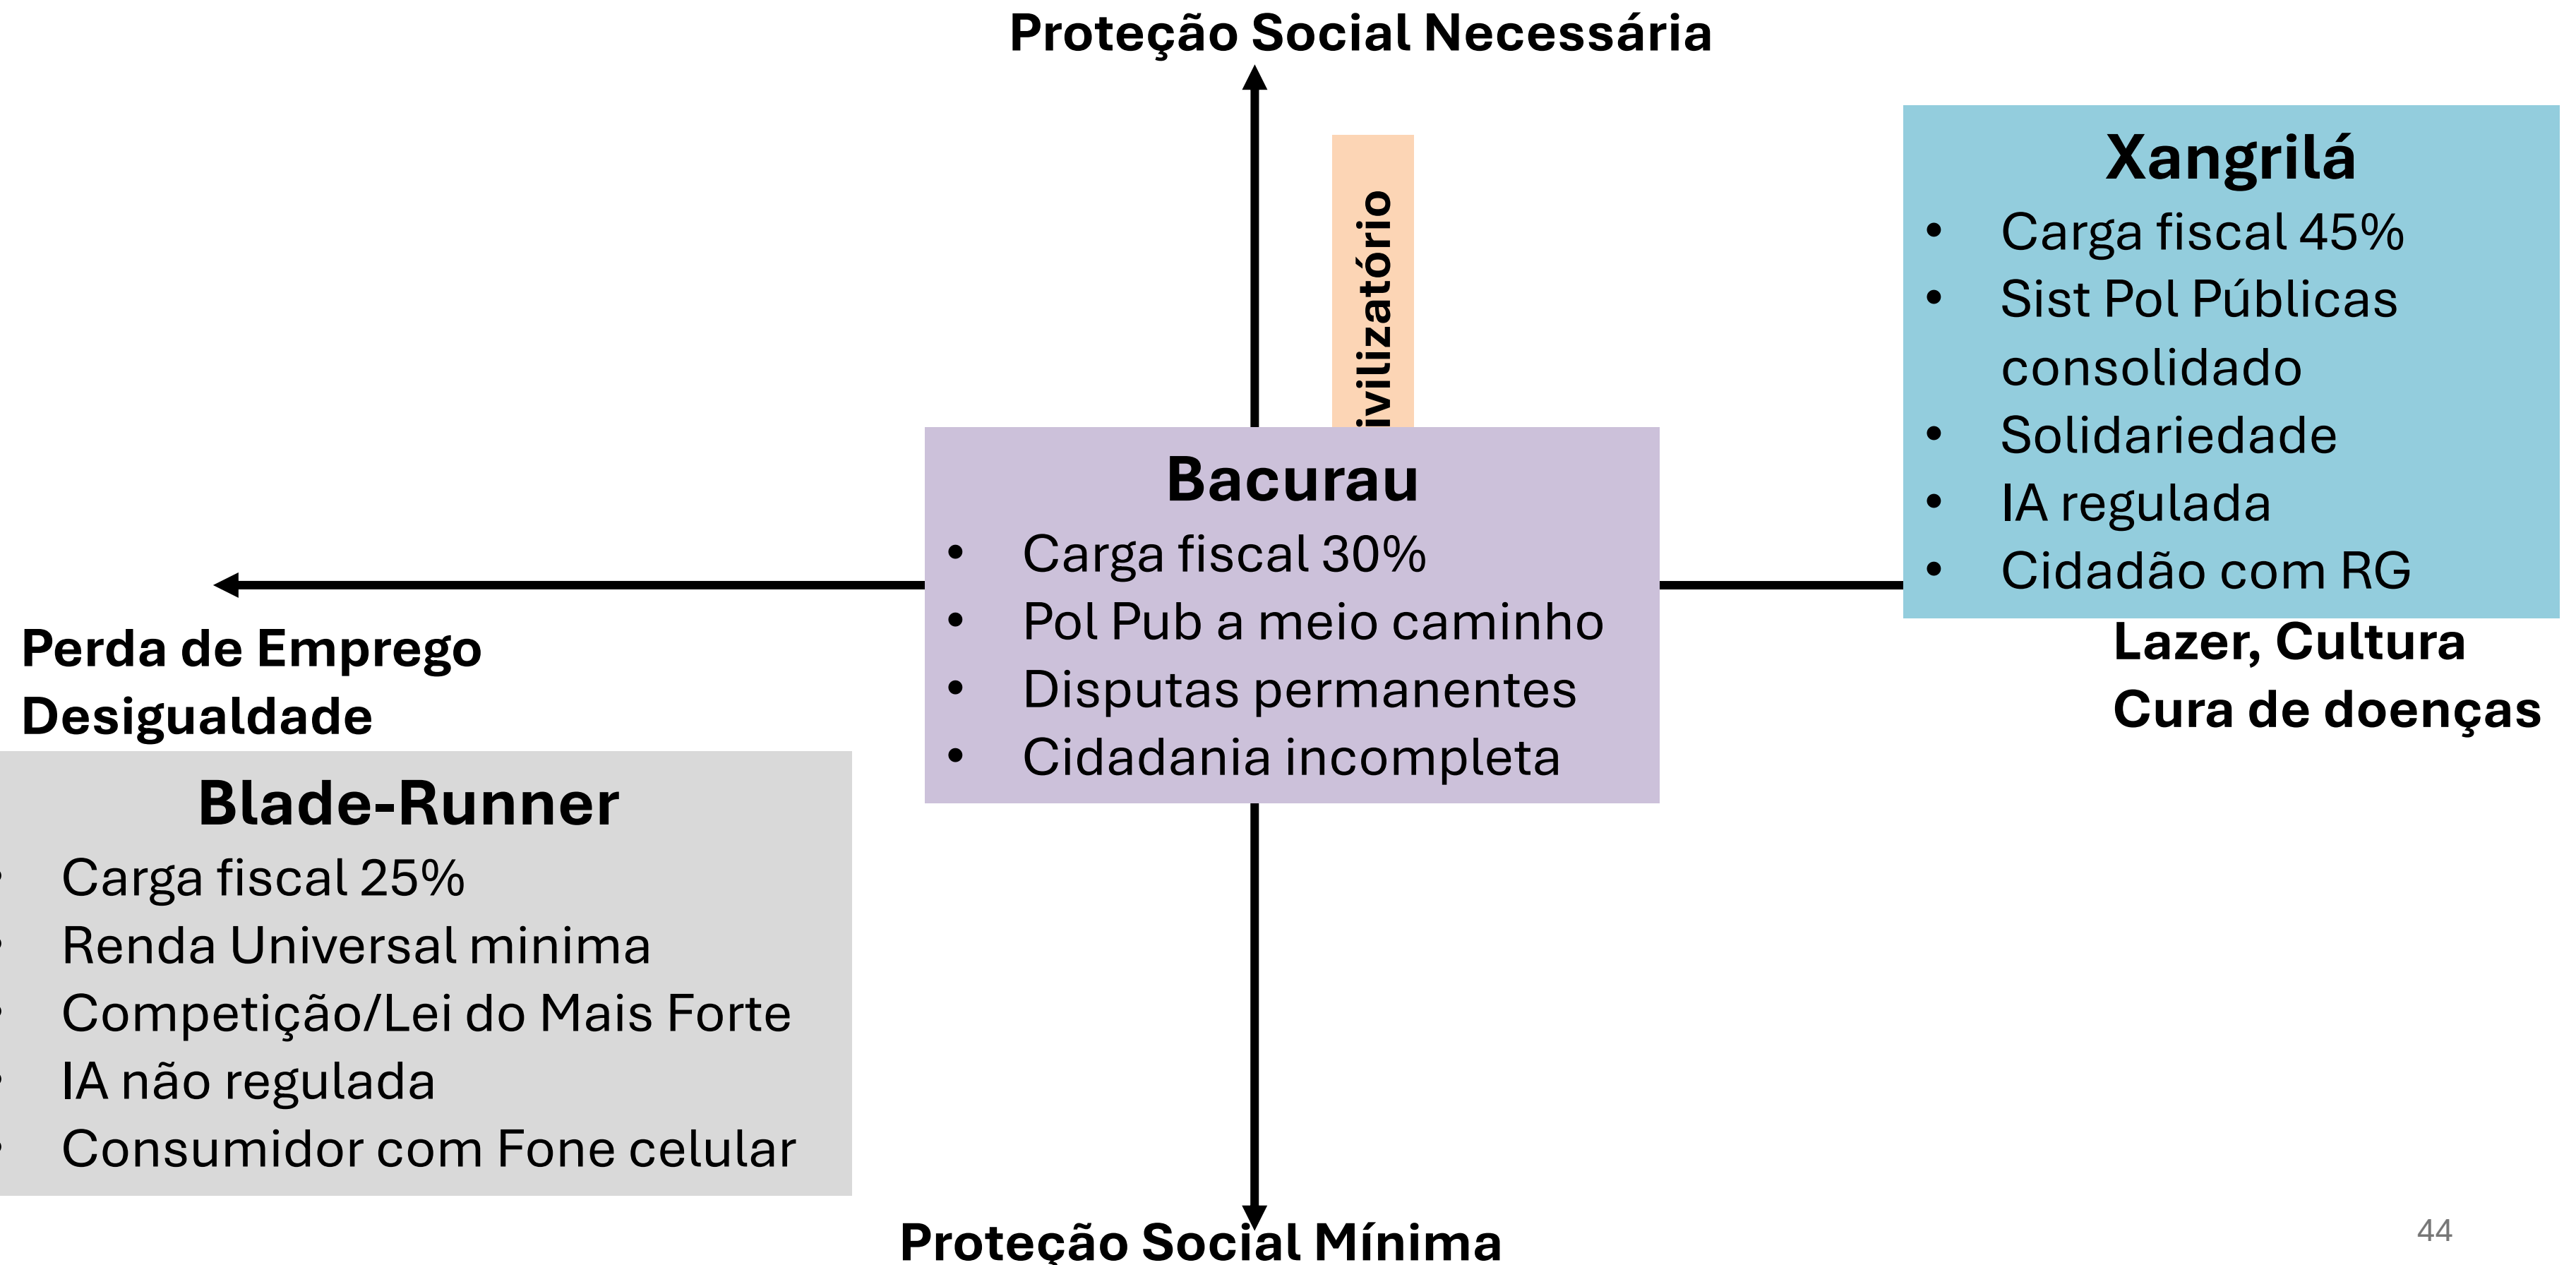 Proteção Social Necessária
ivilizatório
Xangrilá
• Carga fiscal 45%
• Sist Pol Públicas
consolidado
• Solidariedade
• IA regulada
• Cidadão com RG
Bacurau
• Carga fiscal 30%
• Pol Pub a meio caminho
• Disputas permanentes
• Cidadania incompleta
Perda de Emprego
Desigualdade
Lazer, Cultura
Cura de doenças
Blade-Runner
• Carga fiscal 25%
• Renda Universal minima
• Competição/Lei do Mais Forte
• IA não regulada
• Consumidor com Fone celular
Proteção Social Mínima
44